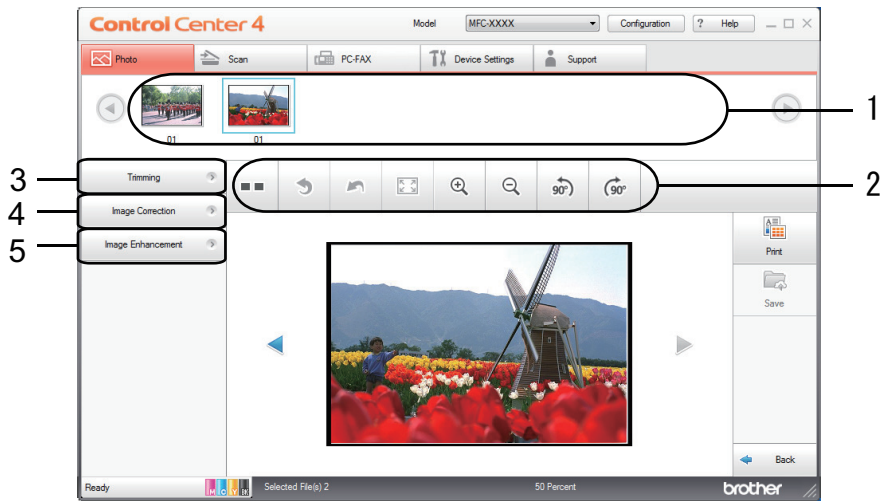 Control Center 4 Model MFC-XXXX Configuration ? Help
Photo Scan PC-FAX Device Settings Support
1
01 01
3 Trimming
2
90° 90°
4 Image Correction
5 Image Enhancement
Print
Save
Back
Ready M C Y BK Selected File(s) 2 50 Percent brother